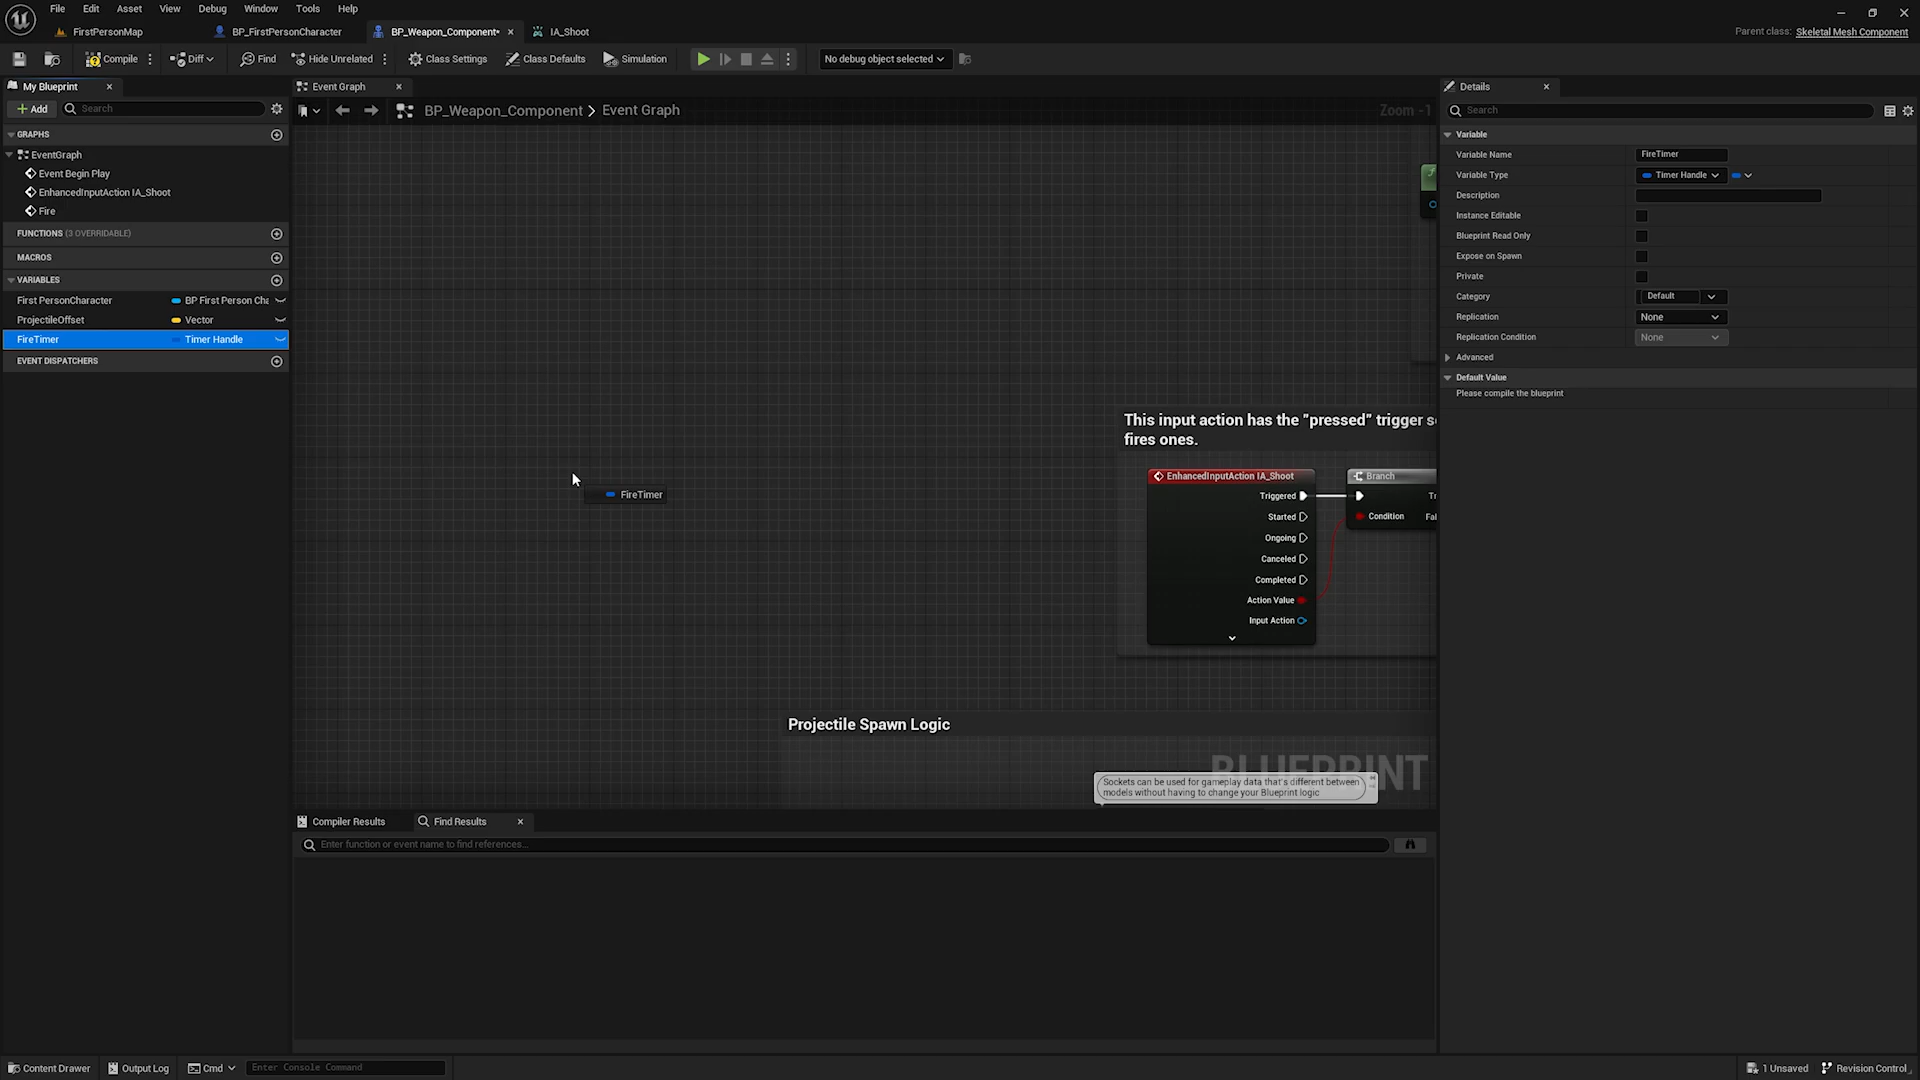 File Edit Asset View Window Debug Tools Help
FirstPersonMap
BP_FirstPersonCharacter
BP_Weapon_Component•
IA_Shoot
Parent class: Skeletal Mesh Component
Compile
Diff
Find
Hide Unrelated
Class Settings
Class Defaults
Simulation
No debug object selected
My Blueprint
Add
Search
GRAPHS
EventGraph
Event Begin Play
EnhancedInputAction IA_Shoot
Fire
FUNCTIONS (3 OVERRIDABLE)
MACROS
VARIABLES
First PersonCharacter BP First Person Cha
ProjectileOffset Vector
FireTimer Timer Handle
EVENT DISPATCHERS
Event Graph
BP_Weapon_Component > Event Graph
Zoom -1
FireTimer
This input action has the "pressed" trigger s
fires ones.
EnhancedInputAction IA_Shoot
Triggered
Started
Ongoing
Canceled
Completed
Action Value
Input Action
Branch
Tr
Condition Fal
Projectile Spawn Logic
BLUEPRINT
Sockets can be used for gameplay data that's different between
models without having to change your Blueprint logic
Compiler Results
Find Results
Enter function or event name to find references...
Details
Search
Variable
Variable Name FireTimer
Variable Type Timer Handle
Description
Instance Editable
Blueprint Read Only
Expose on Spawn
Private
Category Default
Replication None
Replication Condition None
Advanced
Default Value
Please compile the blueprint
Content Drawer
Output Log
Cmd
Enter Console Command
1 Unsaved
Revision Control